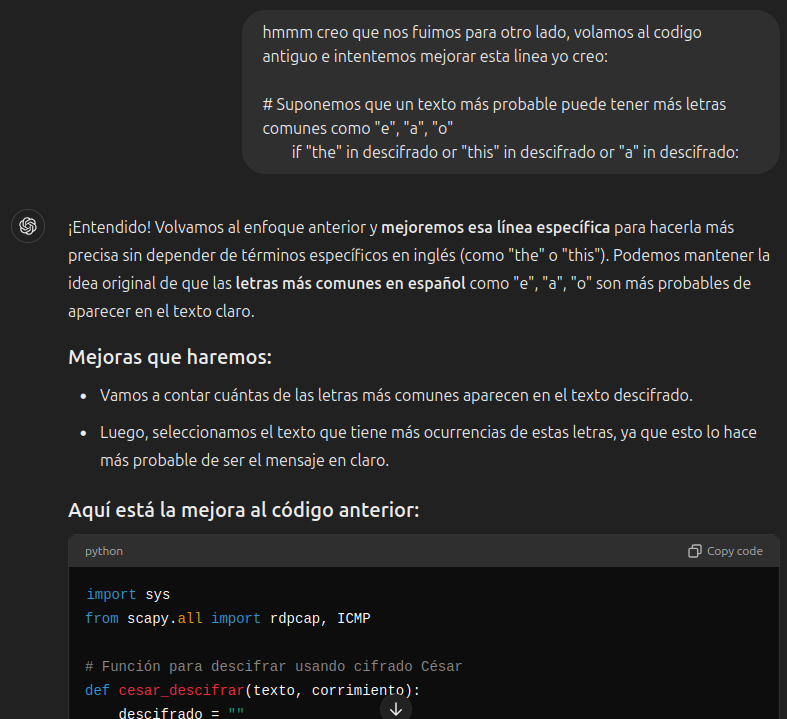 hmmm creo que nos fuimos para otro lado, volamos al codigo
antiguo e intentemos mejorar esta linea yo creo:
# Suponemos que un texto más probable puede tener más letras
comunes como "e", "a", "o"
if "the" in descifrado or "this" in descifrado or "a" in descifrado:
¡Entendido! Volvamos al enfoque anterior y mejoremos esa línea específica para hacerla más
precisa sin depender de términos específicos en inglés (como "the" o "this"). Podemos mantener la
idea original de que las letras más comunes en español como "e", "a", "o" son más probables de
aparecer en el texto claro.
Mejoras que haremos:
• Vamos a contar cuántas de las letras más comunes aparecen en el texto descifrado.
• Luego, seleccionamos el texto que tiene más ocurrencias de estas letras, ya que esto lo hace
más probable de ser el mensaje en claro.
Aquí está la mejora al código anterior:
python Copy code
import sys
from scapy.all import rdpcap, ICMP
# Función para descifrar usando cifrado César
def cesar_descifrar(texto, corrimiento):
descifrado = ""